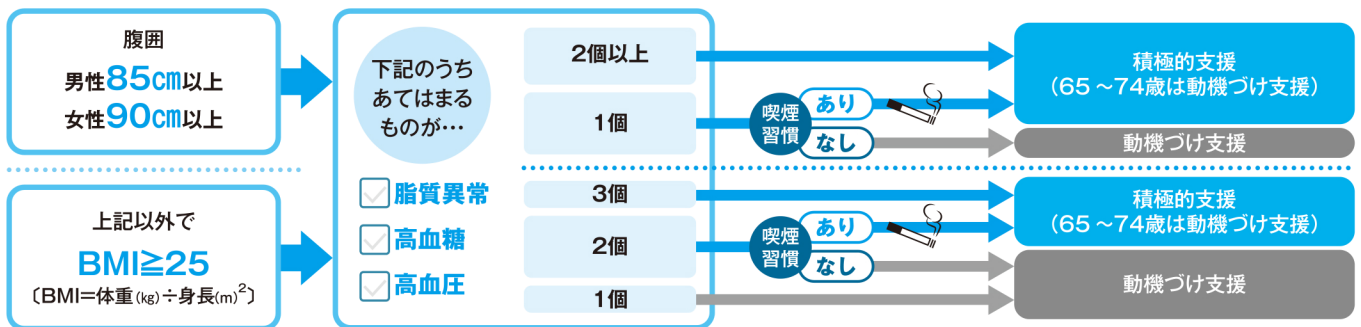 腹囲
男性85cm以上
女性90cm以上
上記以外で
BMI≧25
〔BMI=体重(kg)÷身長(m)²〕
下記のうち
あてはまる
ものが…
脂質異常
高血糖
高血圧
2個以上
1個
喫煙
習慣
あり
なし
積極的支援
(65～74歳は動機づけ支援)
動機づけ支援
3個
2個
1個
喫煙
習慣
あり
なし
積極的支援
(65～74歳は動機づけ支援)
動機づけ支援